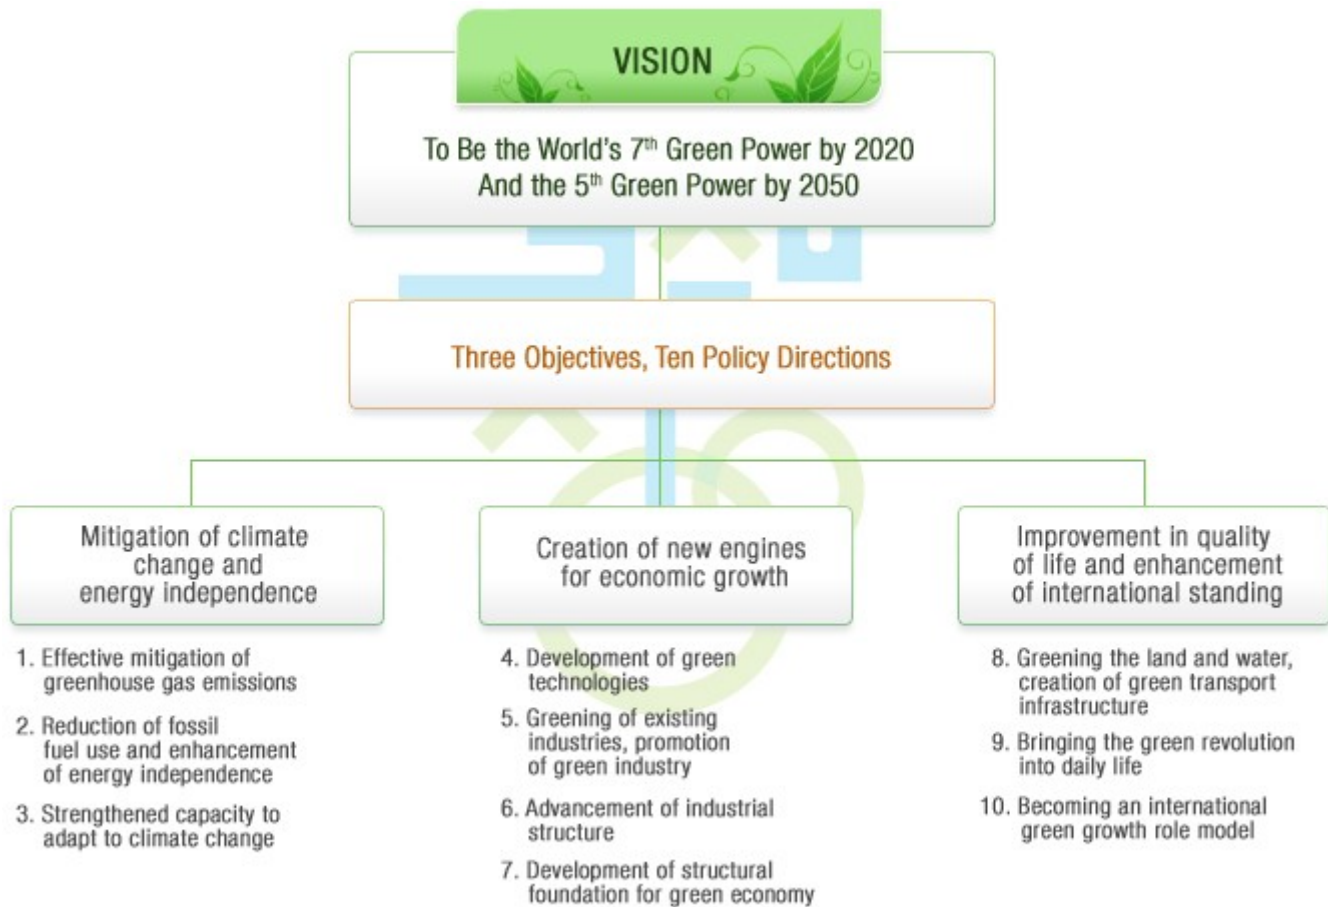 VISION
To Be the World's 7th Green Power by 2020
And the 5th Green Power by 2050
Three Objectives, Ten Policy Directions
Mitigation of climate
change and
energy independence
1. Effective mitigation of
greenhouse gas emissions
2. Reduction of fossil
fuel use and enhancement
of energy independence
3. Strengthened capacity to
adapt to climate change
Creation of new engines
for economic growth
4. Development of green
technologies
5. Greening of existing
industries, promotion
of green industry
6. Advancement of industrial
structure
7. Development of structural
foundation for green economy
Improvement in quality
of life and enhancement
of international standing
8. Greening the land and water,
creation of green transport
infrastructure
9. Bringing the green revolution
into daily life
10. Becoming an international
green growth role model